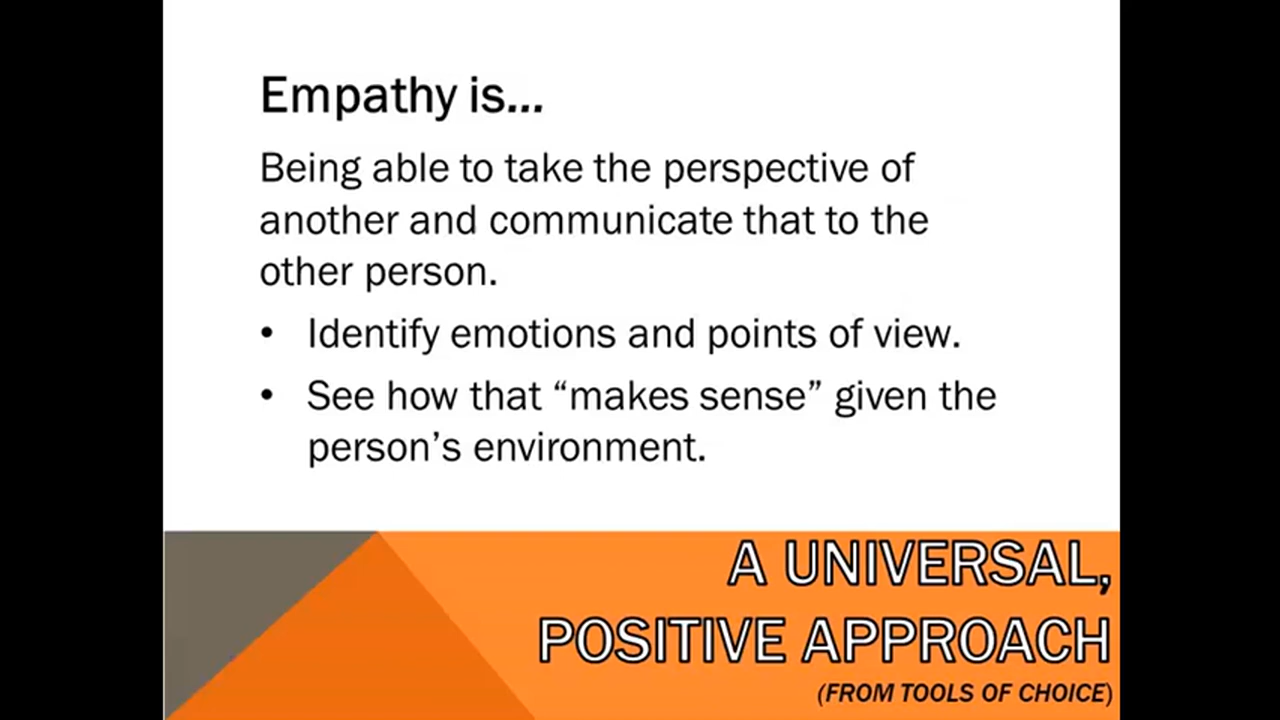 Empathy is...
Being able to take the perspective of
another and communicate that to the
other person.
• Identify emotions and points of view.
• See how that “makes sense” given the
person’s environment.
A UNIVERSAL,
POSITIVE APPROACH
(FROM TOOLS OF CHOICE)